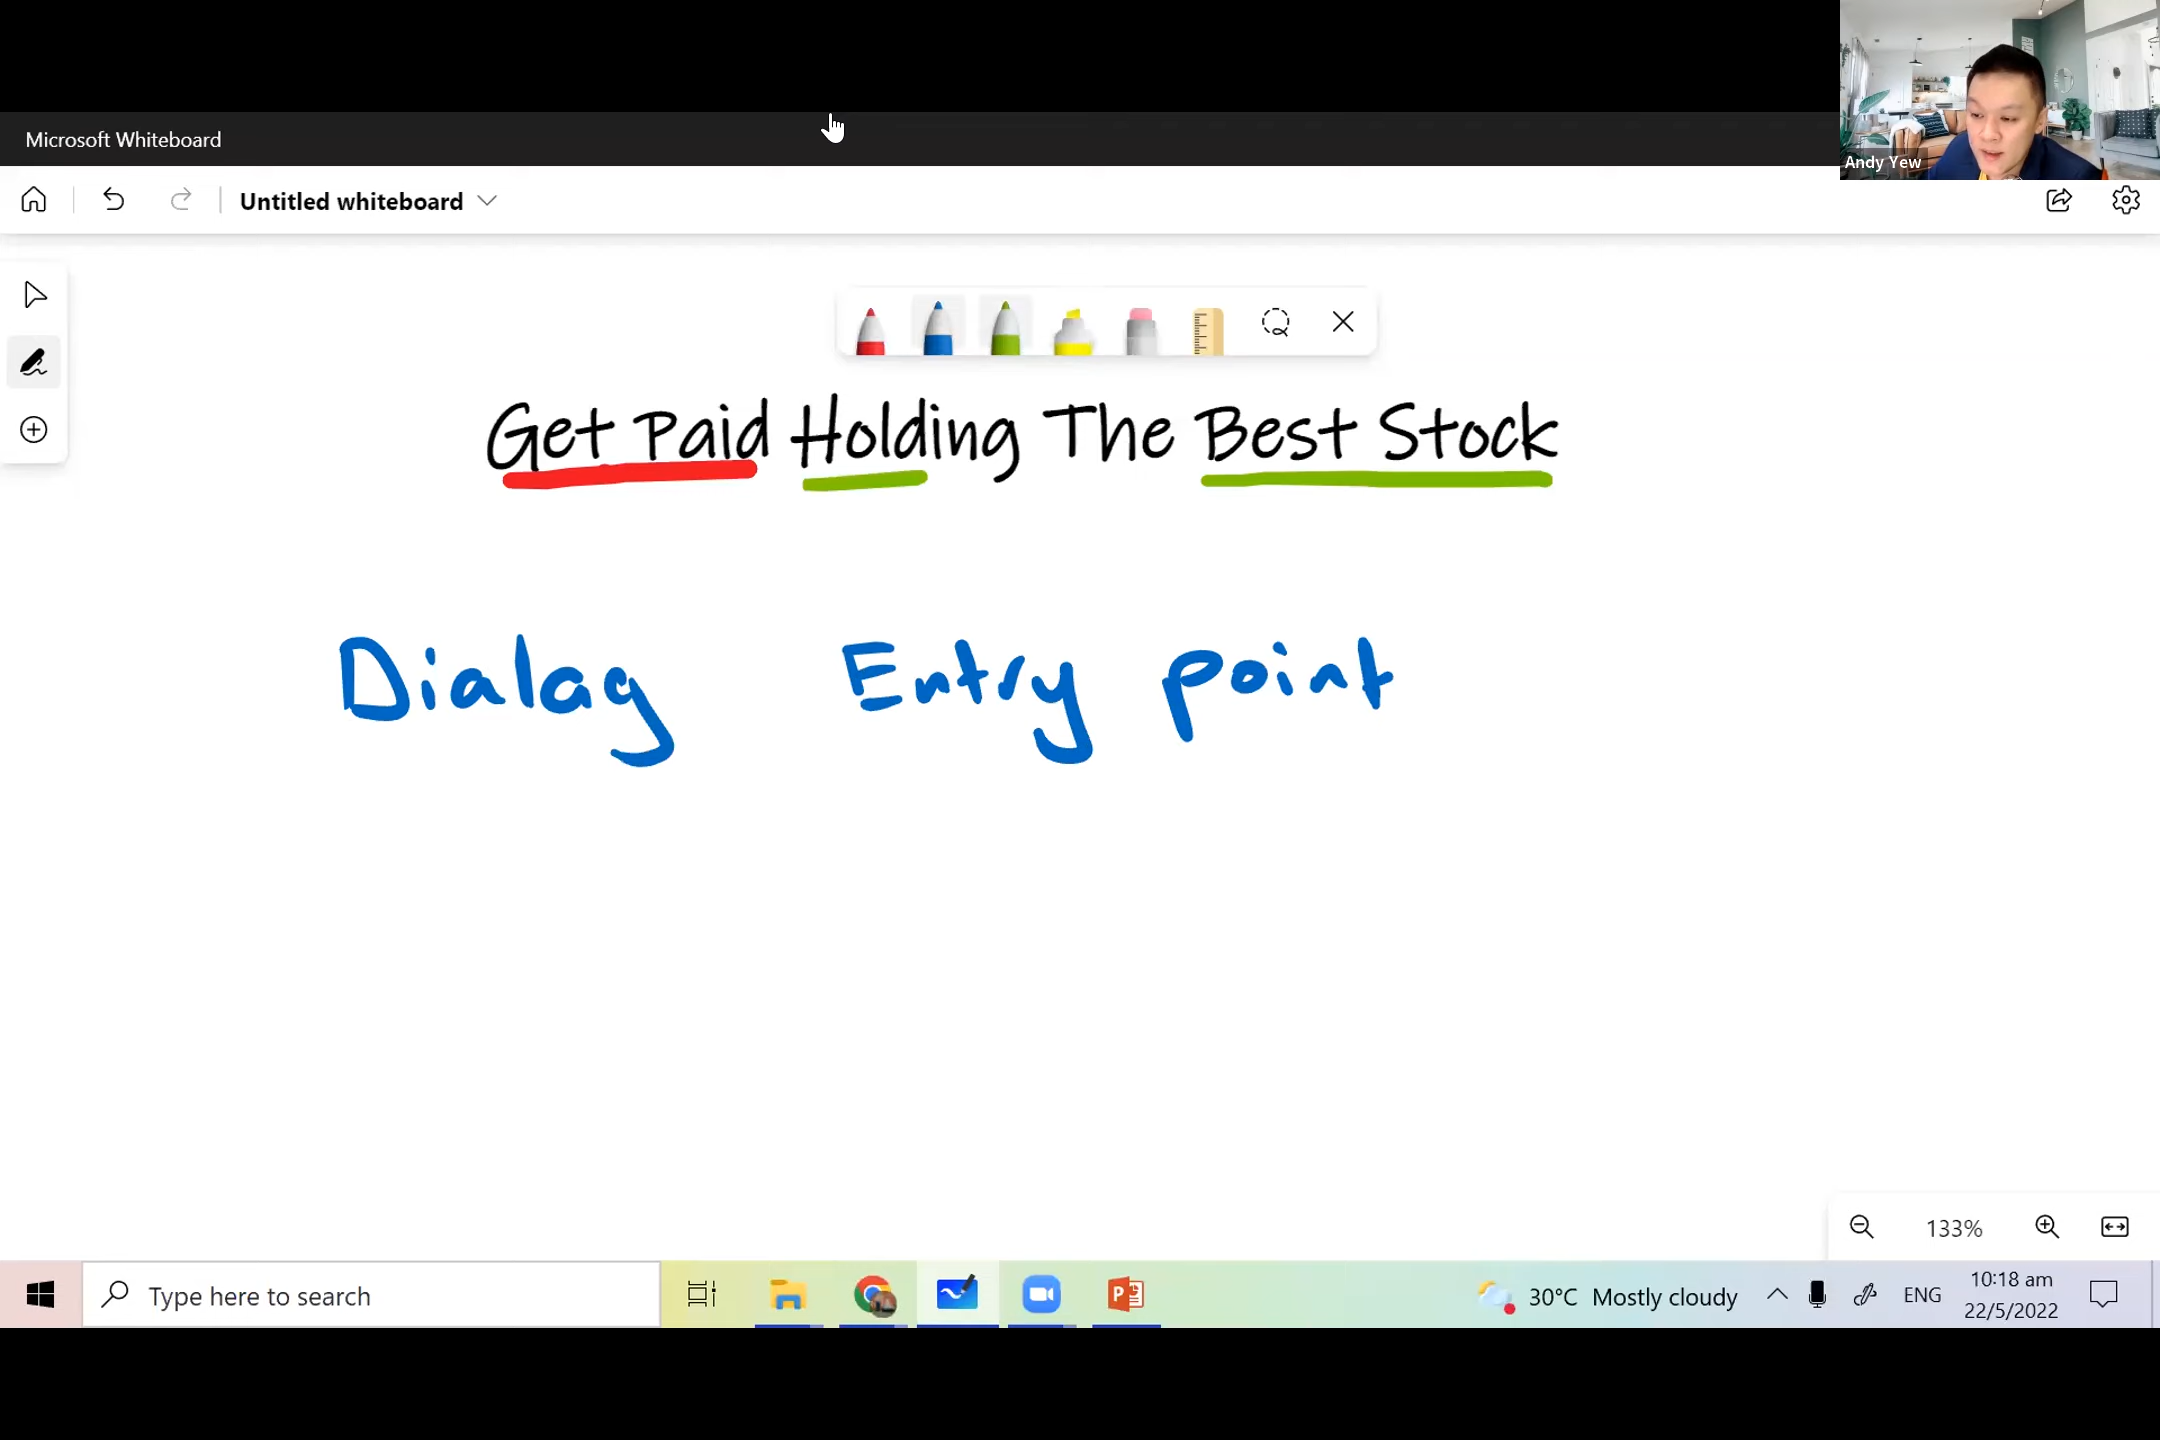 Andy Yew
Microsoft Whiteboard
Untitled whiteboard
Get Paid Holding The Best Stock
Dialag Entry point
133%
Type here to search
30°C Mostly cloudy
ENG
10:18 am
22/5/2022